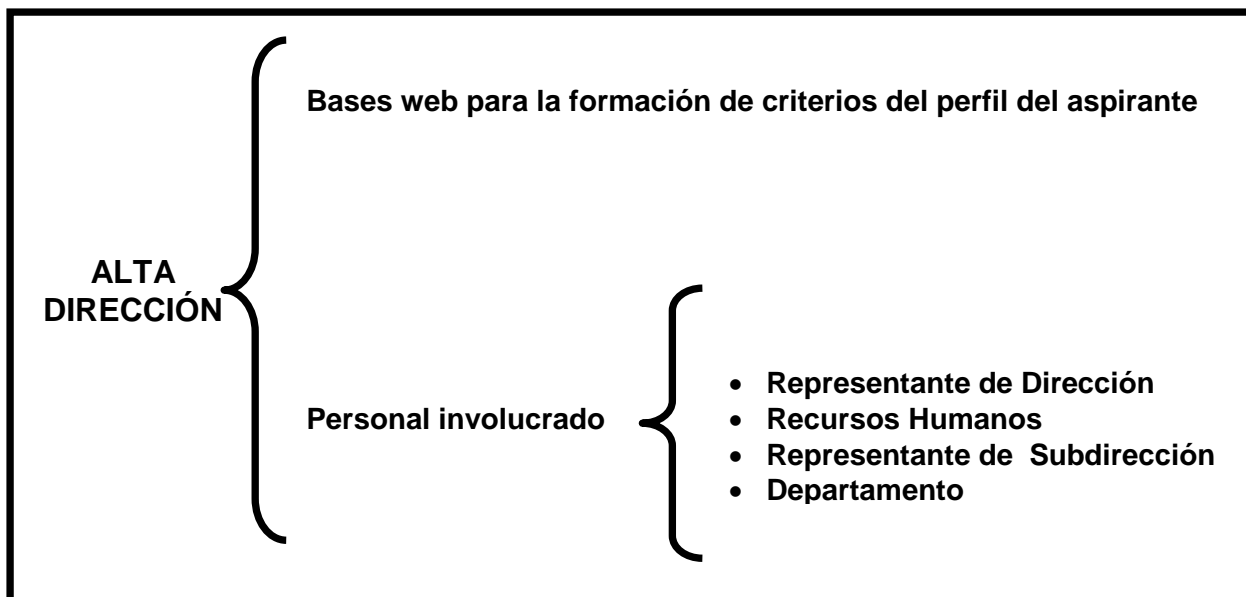 Bases web para la formación de criterios del perfil del aspirante
ALTA
DIRECCIÓN
Personal involucrado
• Representante de Dirección
• Recursos Humanos
• Representante de  Subdirección
• Departamento